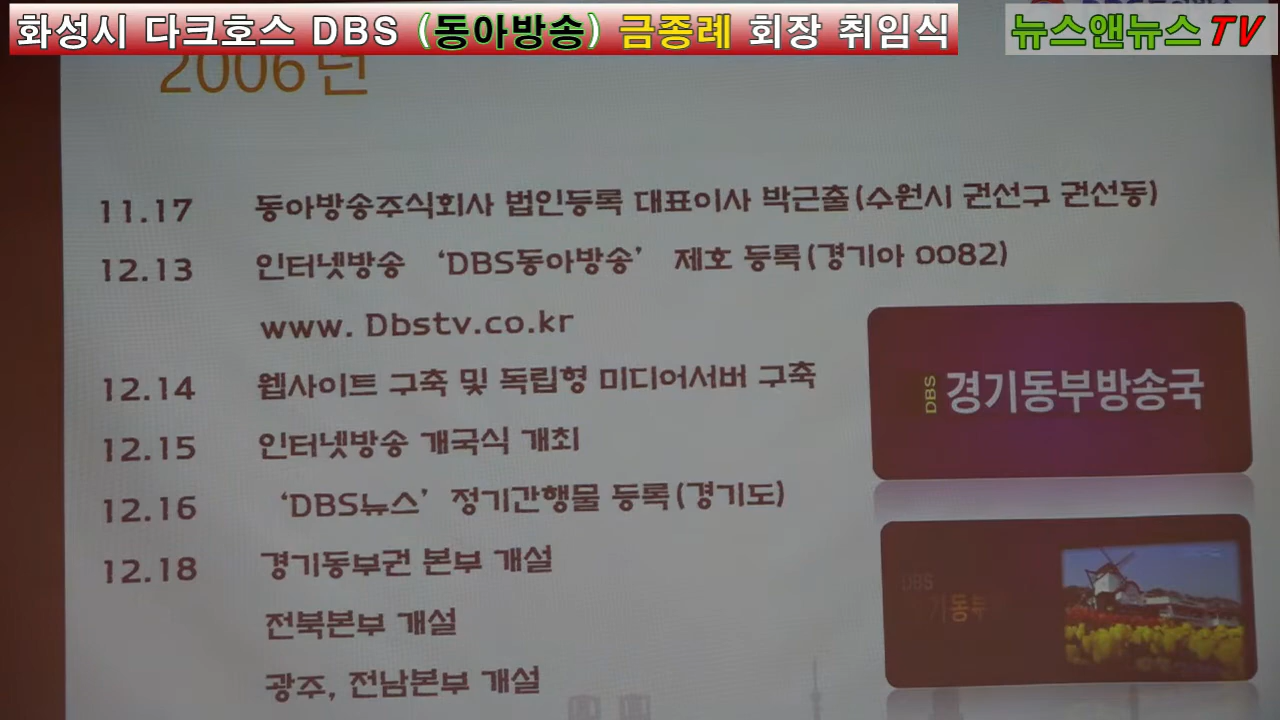 화성시 다크호스 DBS (동아방송) 금종례 회장 취임식
뉴스앤뉴스TV
2006년
11.17 동아방송주식회사 법인등록 대표이사 박근출(수원시 권선구 권선동)
12.13 인터넷방송 ‘DBS동아방송’ 제호 등록(경기아 0082)
www. Dbstv.co.kr
12.14 웹사이트 구축 및 독립형 미디어서버 구축
12.15 인터넷방송 개국식 개최
12.16 ‘DBS뉴스’ 정기간행물 등록(경기도)
12.18 경기동부권 본부 개설
전북본부 개설
광주, 전남본부 개설
DBS 경기동부방송국
DBS
기동부